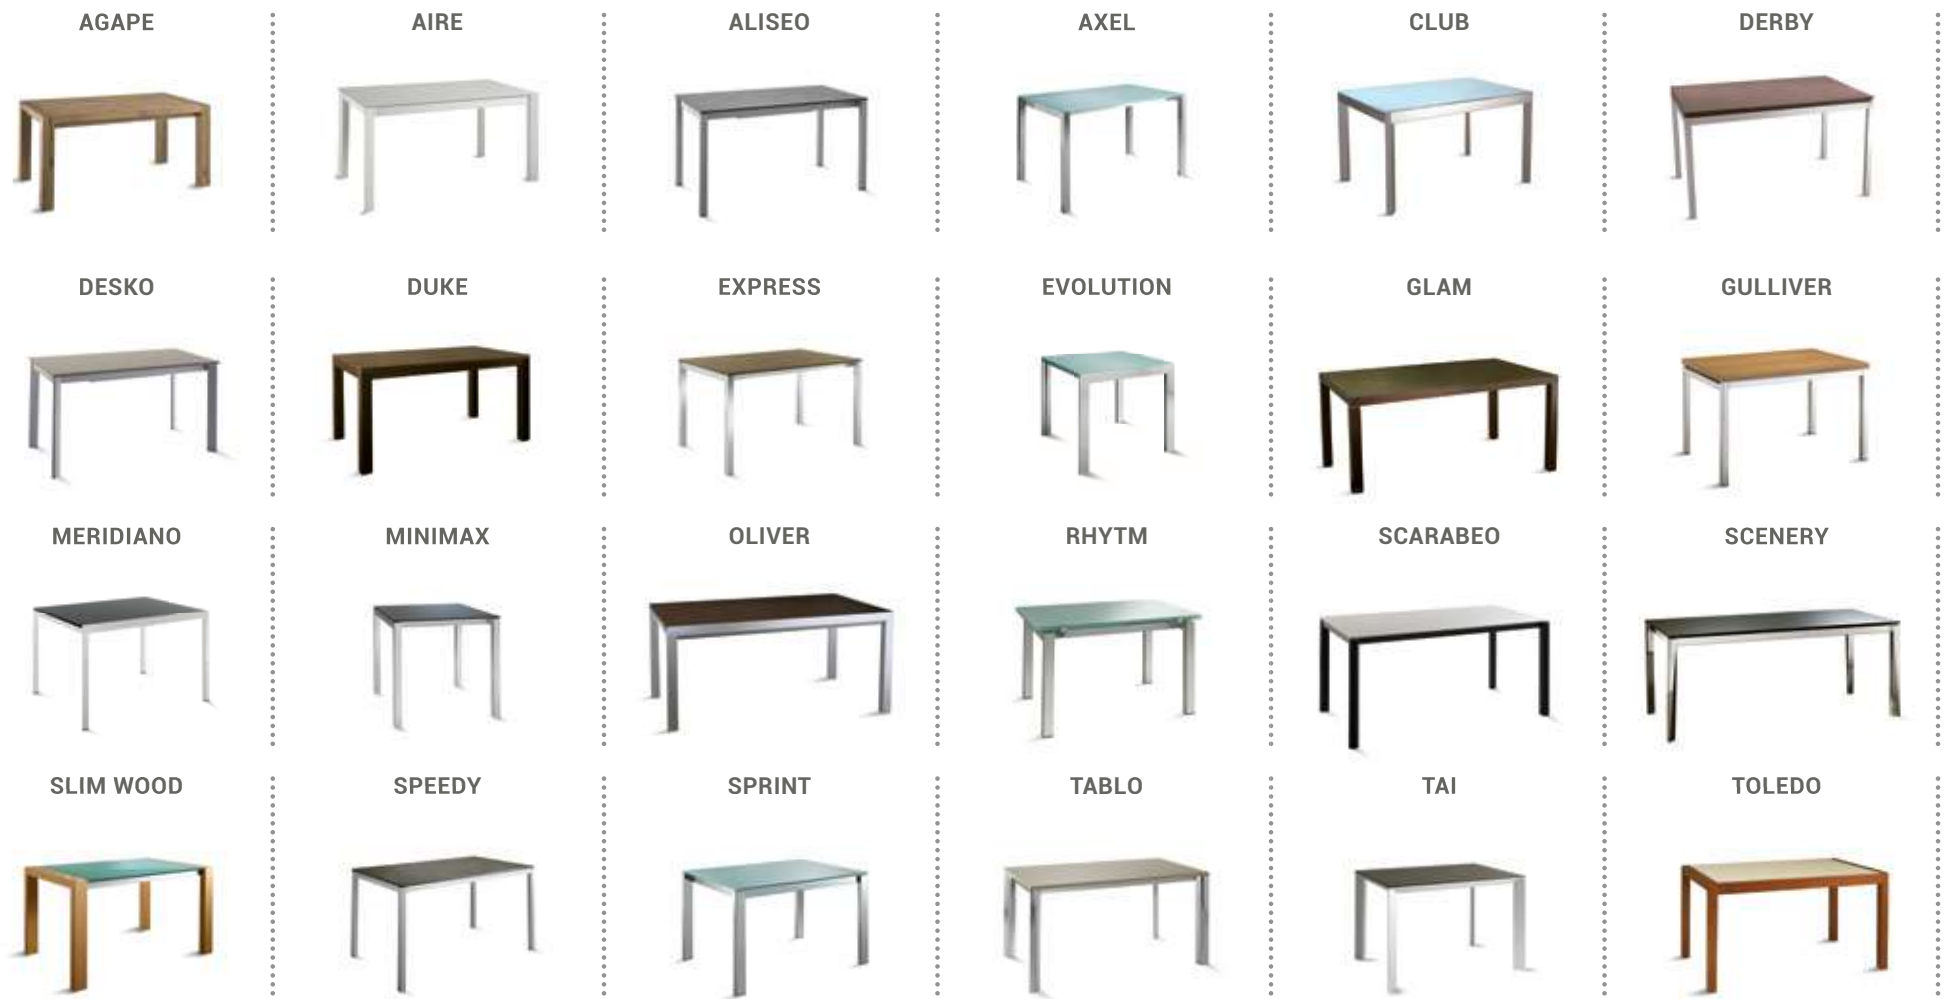 AGAPE
AIRE
ALISEO
AXEL
CLUB
DERBY
DESKO
DUKE
EXPRESS
EVOLUTION
GLAM
GULLIVER
MERIDIANO
MINIMAX
OLIVER
RHYTM
SCARABEO
SCENERY
SLIM WOOD
SPEEDY
SPRINT
TABLO
TAI
TOLEDO